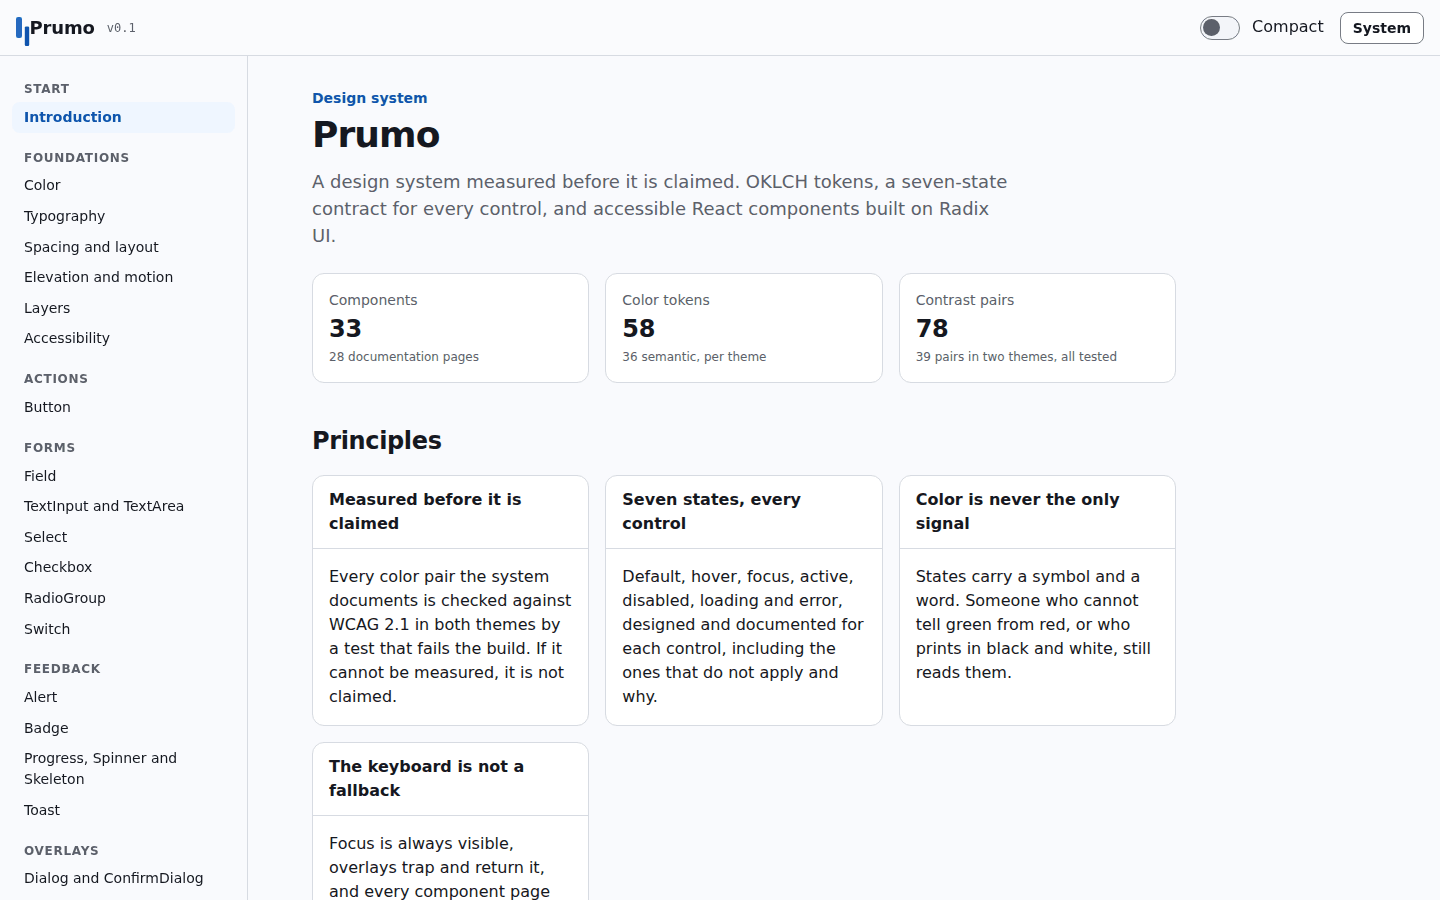 Prumo v0.1
Compact
System
START
Introduction
FOUNDATIONS
Color
Typography
Spacing and layout
Elevation and motion
Layers
Accessibility
ACTIONS
Button
FORMS
Field
TextInput and TextArea
Select
Checkbox
RadioGroup
Switch
FEEDBACK
Alert
Badge
Progress, Spinner and
Skeleton
Toast
OVERLAYS
Dialog and ConfirmDialog
Design system
Prumo
A design system measured before it is claimed. OKLCH tokens, a seven-state
contract for every control, and accessible React components built on Radix
UI.
Components
33
28 documentation pages
Color tokens
58
36 semantic, per theme
Contrast pairs
78
39 pairs in two themes, all tested
Principles
Measured before it is
claimed
Every color pair the system
documents is checked against
WCAG 2.1 in both themes by
a test that fails the build. If it
cannot be measured, it is not
claimed.
Seven states, every
control
Default, hover, focus, active,
disabled, loading and error,
designed and documented for
each control, including the
ones that do not apply and
why.
Color is never the only
signal
States carry a symbol and a
word. Someone who cannot
tell green from red, or who
prints in black and white, still
reads them.
The keyboard is not a
fallback
Focus is always visible,
overlays trap and return it,
and every component page